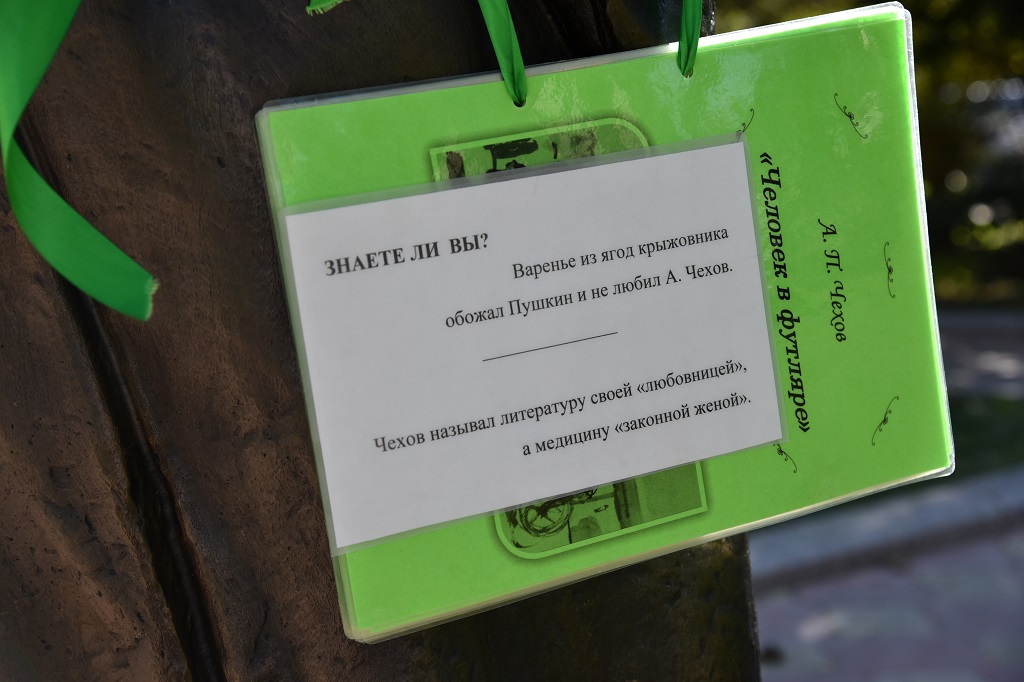 ЗНАЕТЕ ЛИ ВЫ?
Варенье из ягод крыжовника
обожал Пушкин и не любил А. Чехов.
Чехов называл литературу своей «любовницей»,
а медицину «законной женой».
А. П. Чехов
«Человек в футляре»